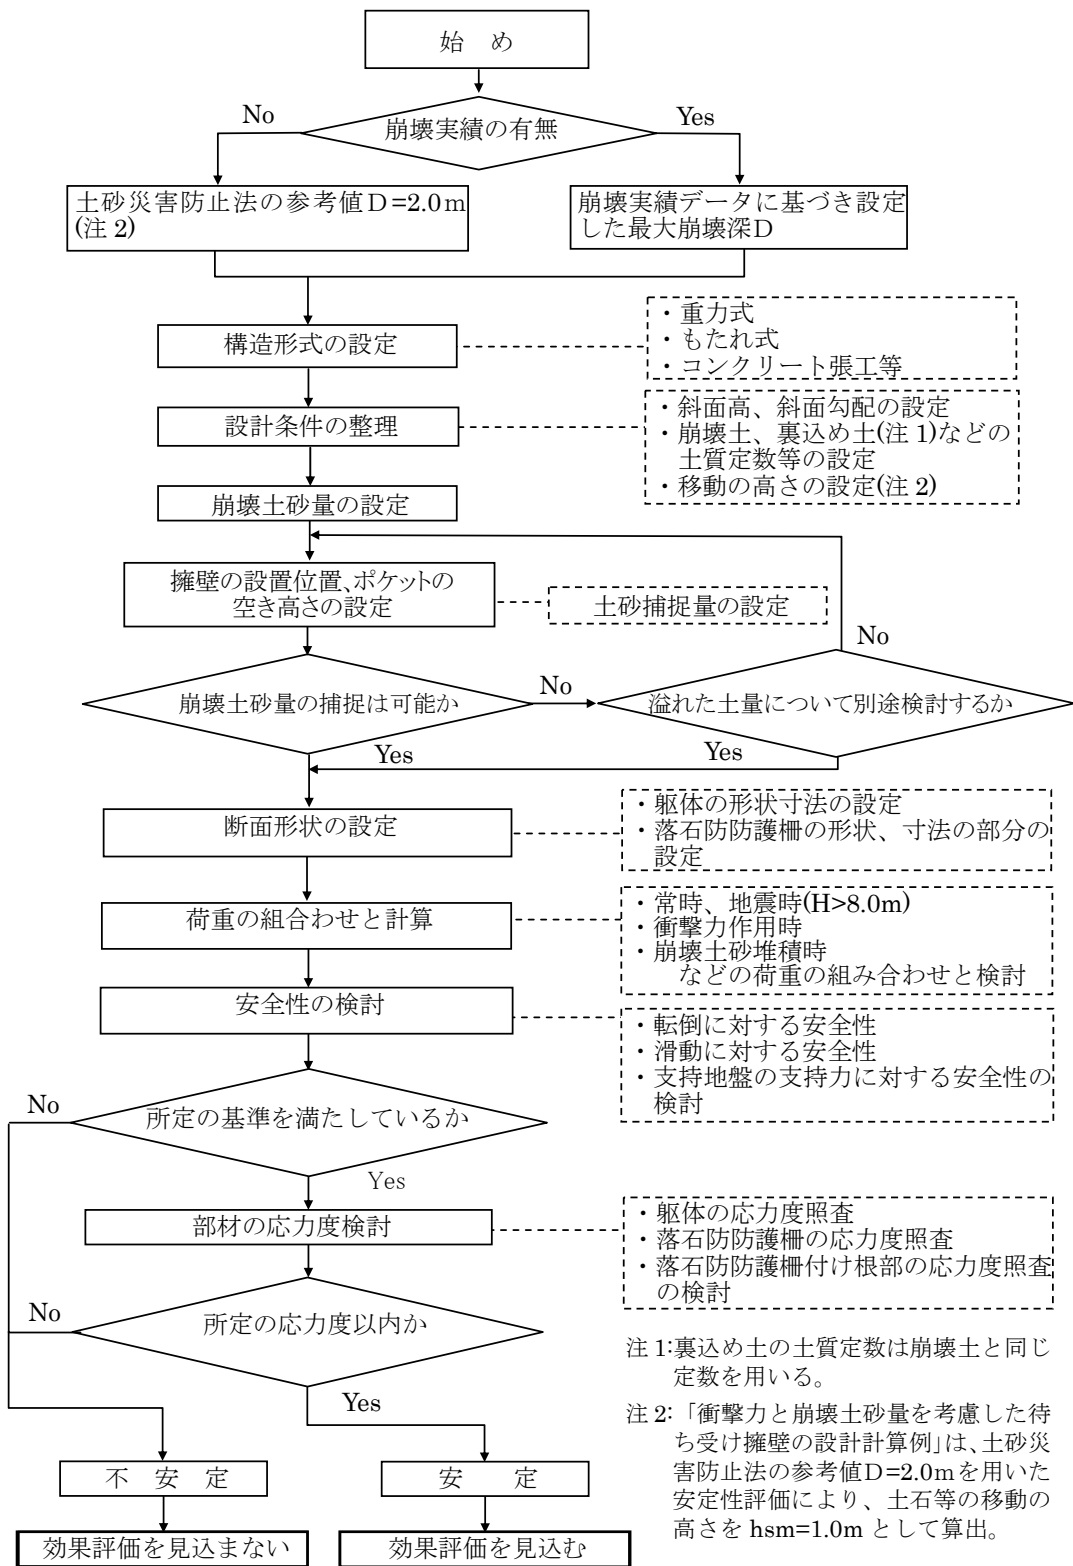 始　め
No
崩壊実績の有無
Yes
土砂災害防止法の参考値D=2.0m
(注 2)
崩壊実績データに基づき設定
した最大崩壊深D
構造形式の設定
・重力式
・もたれ式
・コンクリート張工等
設計条件の整理
・斜面高、斜面勾配の設定
・崩壊土、裏込め土(注 1)などの
土質定数等の設定
・移動の高さの設定(注 2)
崩壊土砂量の設定
擁壁の設置位置、ポケットの
空き高さの設定
土砂捕捉量の設定
No
崩壊土砂量の捕捉は可能か
No
溢れた土量について別途検討するか
Yes
Yes
断面形状の設定
・躯体の形状寸法の設定
・落石防防護柵の形状、寸法の部分の
設定
荷重の組合わせと計算
・常時、地震時(H>8.0m)
・衝撃力作用時
・崩壊土砂堆積時
などの荷重の組み合わせと検討
安全性の検討
・転倒に対する安全性
・滑動に対する安全性
・支持地盤の支持力に対する安全性の
検討
No
所定の基準を満たしているか
Yes
部材の応力度検討
・躯体の応力度照査
・落石防防護柵の応力度照査
・落石防防護柵付け根部の応力度照査
の検討
No
所定の応力度以内か
Yes
注 1:裏込め土の土質定数は崩壊土と同じ
定数を用いる。
注 2:「衝撃力と崩壊土砂量を考慮した待
ち受け擁壁の設計計算例」は、土砂災
害防止法の参考値D=2.0mを用いた
安定性評価により、土石等の移動の
高さを hsm=1.0m として算出。
不　安　定
安　　定
効果評価を見込まない
効果評価を見込む